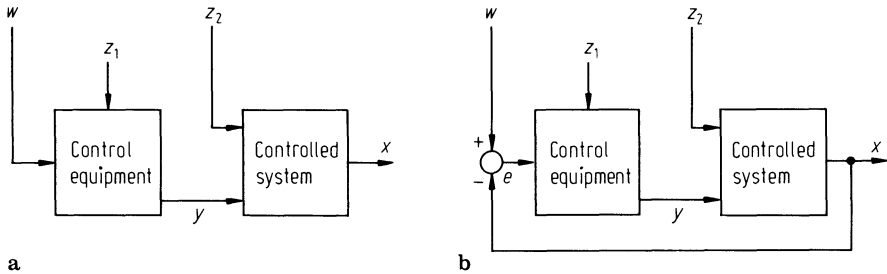 w
z₁
z₂
Control
equipment
Controlled
system
x
y
a
w
z₁
z₂
+
−
e
Control
equipment
Controlled
system
x
y
b